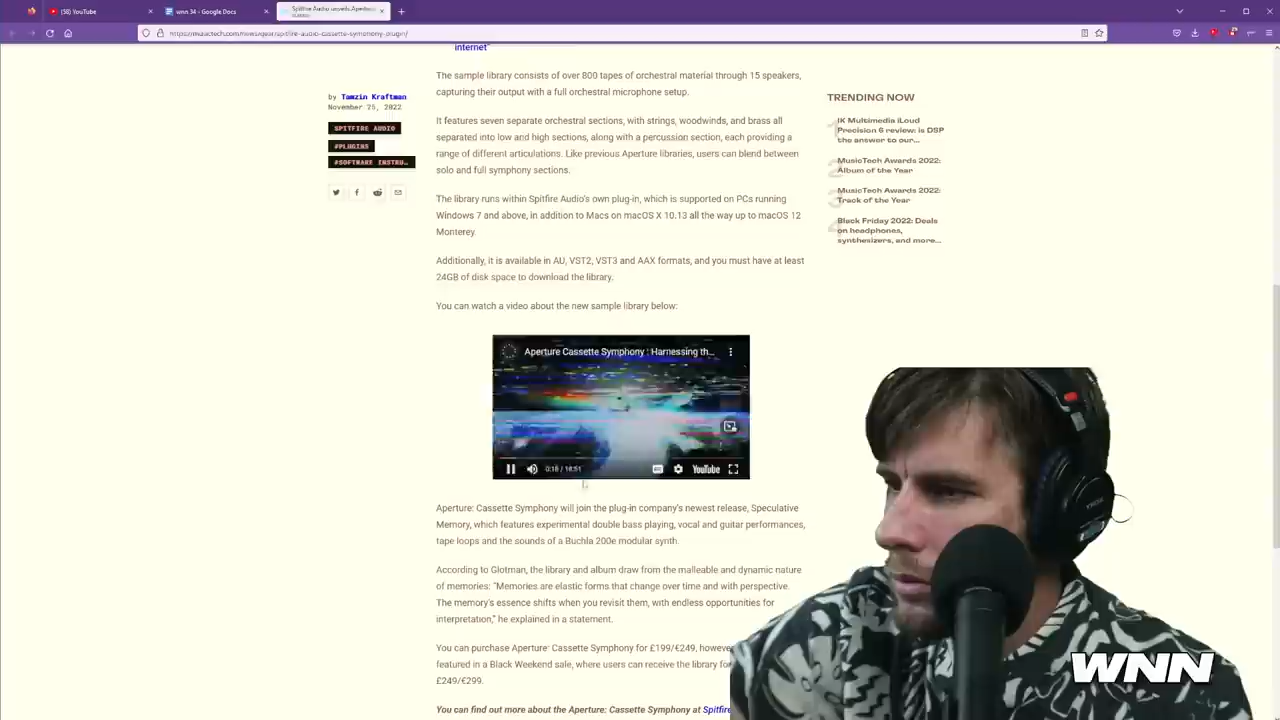 (58) YouTube
wnn.34 - Google Docs
Spitfire Audio unveils Aperture:
https://musictech.com/news/gear/spitfire-audio-cassette-symphony-plugin/
internet"
The sample library consists of over 800 tapes of orchestral material through 15 speakers,
capturing their output with a full orchestral microphone setup.
by Tamzin Kraftman
November 25, 2022
SPITFIRE AUDIO
#PLUGINS
#SOFTWARE INSTRU…
It features seven separate orchestral sections, with strings, woodwinds, and brass all
separated into low and high sections, along with a percussion section, each providing a
range of different articulations. Like previous Aperture libraries, users can blend between
solo and full symphony sections.
The library runs within Spitfire Audio's own plug-in, which is supported on PCs running
Windows 7 and above, in addition to Macs on macOS X 10.13 all the way up to macOS 12
Monterey.
Additionally, it is available in AU, VST2, VST3 and AAX formats, and you must have at least
24GB of disk space to download the library.
You can watch a video about the new sample library below:
Aperture Cassette Symphony : Harnessing th...
0:18 / 16:51
YouTube
Aperture: Cassette Symphony will join the plug-in company's newest release, Speculative
Memory, which features experimental double bass playing, vocal and guitar performances,
tape loops and the sounds of a Buchla 200e modular synth.
According to Glotman, the library and album draw from the malleable and dynamic nature
of memories: "Memories are elastic forms that change over time and with perspective.
The memory's essence shifts when you revisit them, with endless opportunities for
interpretation," he explained in a statement.
You can purchase Aperture: Cassette Symphony for £199/€249, however
featured in a Black Weekend sale, where users can receive the library for
£249/€299.
You can find out more about the Aperture: Cassette Symphony at Spitfire
TRENDING NOW
1
IK Multimedia iLoud
Precision 6 review: is DSP
the answer to our...
2
MusicTech Awards 2022:
Album of the Year
3
MusicTech Awards 2022:
Track of the Year
4
Black Friday 2022: Deals
on headphones,
synthesizers, and more...
WNN